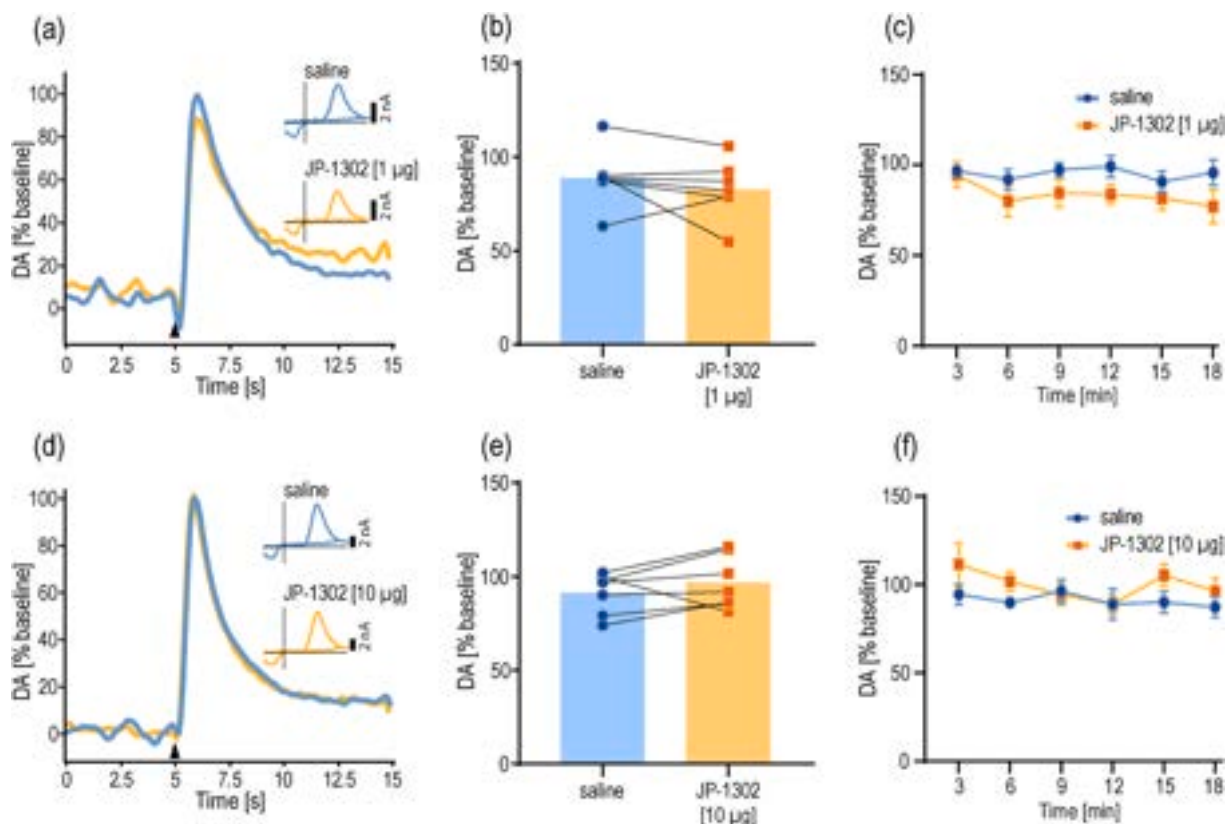 (a)
DA [% baseline]
100
80
60
40
20
0
0 2.5 5 7.5 10 12.5 15
Time [s]
saline
2 nA
JP-1302 [1 µg]
2 nA
(b)
DA [% baseline]
150
100
50
0
saline
JP-1302
[1 µg]
(c)
DA [% baseline]
150
100
50
0
saline
JP-1302 [1 µg]
3 6 9 12 15 18
Time [min]
(d)
DA [% baseline]
100
80
60
40
20
0
0 2.5 5 7.5 10 12.5 15
Time [s]
saline
2 nA
JP-1302 [10 µg]
2 nA
(e)
DA [% baseline]
150
100
50
0
saline
JP-1302
[10 µg]
(f)
DA [% baseline]
150
100
50
0
saline
JP-1302 [10 µg]
3 6 9 12 15 18
Time [min]